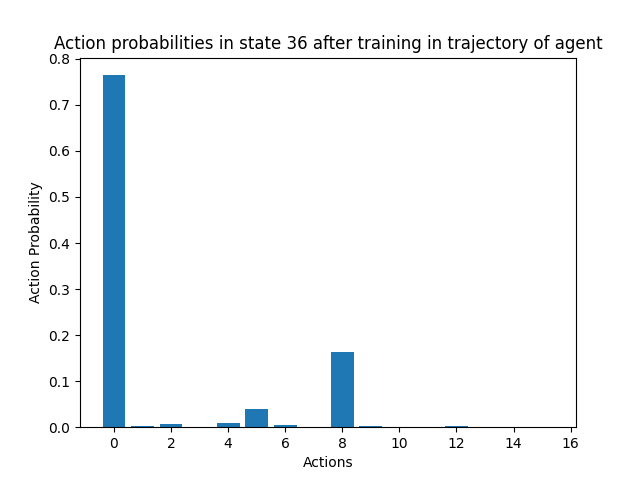 Action probabilities in state 36 after training in trajectory of agent
0.8
0.7
0.6
0.5
0.4
0.3
0.2
0.1
0.0
Action Probability
0 2 4 6 8 10 12 14 16
Actions